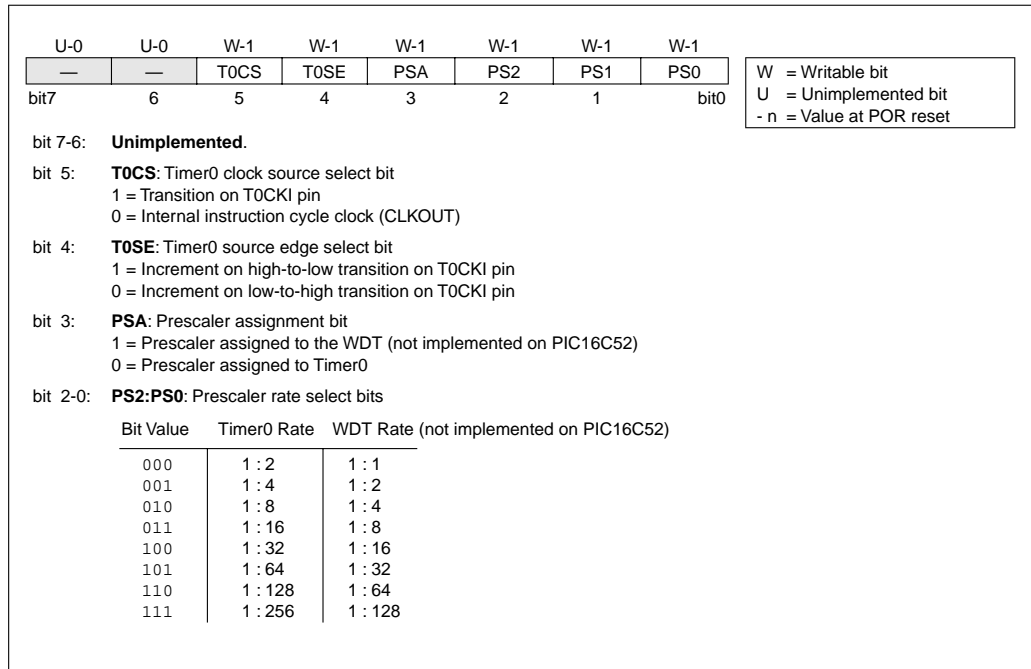 U-0 U-0 W-1 W-1 W-1 W-1 W-1 W-1
— — T0CS T0SE PSA PS2 PS1 PS0
bit7 6 5 4 3 2 1 bit0
W = Writable bit
U = Unimplemented bit
- n = Value at POR reset
bit 7-6: Unimplemented.
bit 5: T0CS: Timer0 clock source select bit
1 = Transition on T0CKI pin
0 = Internal instruction cycle clock (CLKOUT)
bit 4: T0SE: Timer0 source edge select bit
1 = Increment on high-to-low transition on T0CKI pin
0 = Increment on low-to-high transition on T0CKI pin
bit 3: PSA: Prescaler assignment bit
1 = Prescaler assigned to the WDT (not implemented on PIC16C52)
0 = Prescaler assigned to Timer0
bit 2-0: PS2:PS0: Prescaler rate select bits
Bit Value Timer0 Rate WDT Rate (not implemented on PIC16C52)
000 1 : 2 1 : 1
001 1 : 4 1 : 2
010 1 : 8 1 : 4
011 1 : 16 1 : 8
100 1 : 32 1 : 16
101 1 : 64 1 : 32
110 1 : 128 1 : 64
111 1 : 256 1 : 128